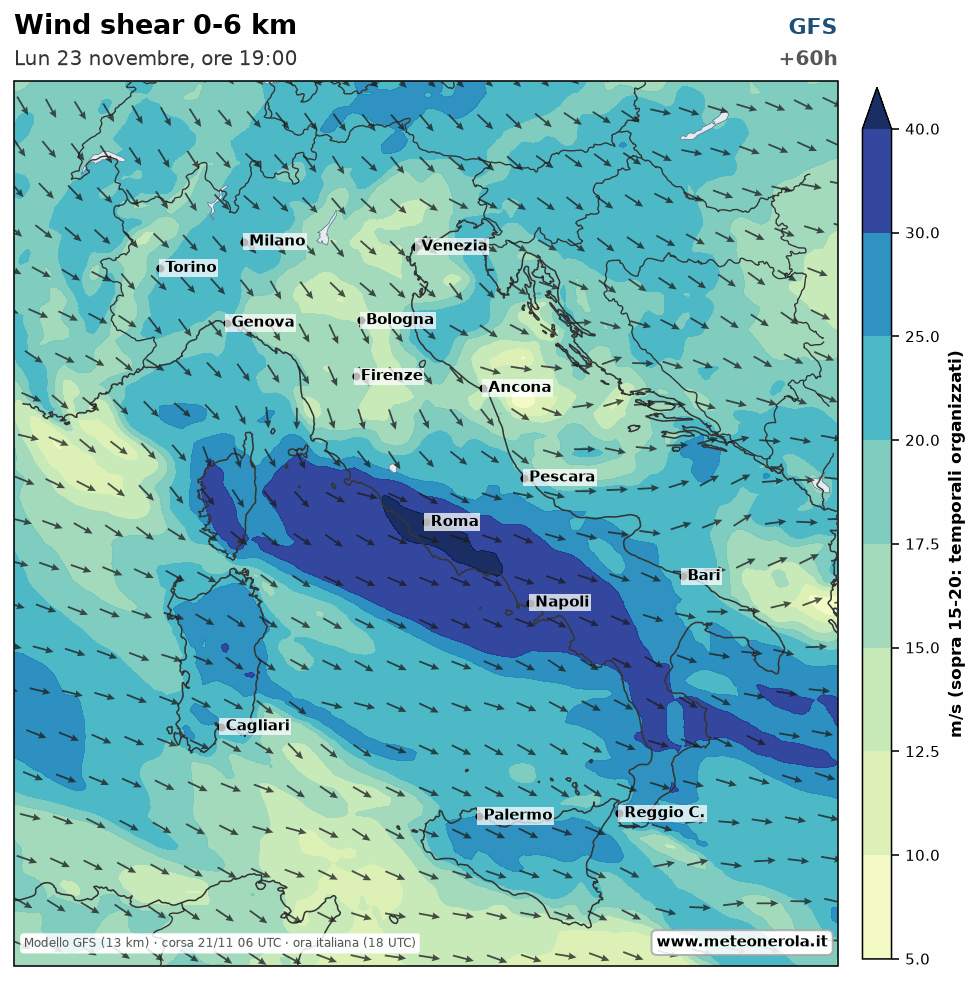 Wind shear 0-6 km
GFS
Lun 23 novembre, ore 19:00
+60h
40.0
30.0
25.0
20.0
17.5
15.0
12.5
10.0
5.0
m/s (sopra 15-20: temporali organizzati)
Milano
Venezia
Torino
Genova
Bologna
Firenze
Ancona
Pescara
Roma
Bari
Napoli
Cagliari
Palermo
Reggio C.
Modello GFS (13 km) · corsa 21/11 06 UTC · ora italiana (18 UTC)
www.meteonerola.it